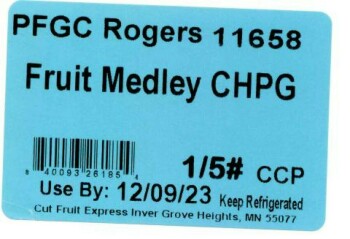 PFGC Rogers 11658
Fruit Medley CHPG
8 40093 26185 4
1/5# CCP
Use By: 12/09/23 Keep Refrigerated
Cut Fruit Express Inver Grove Heights, MN 55077